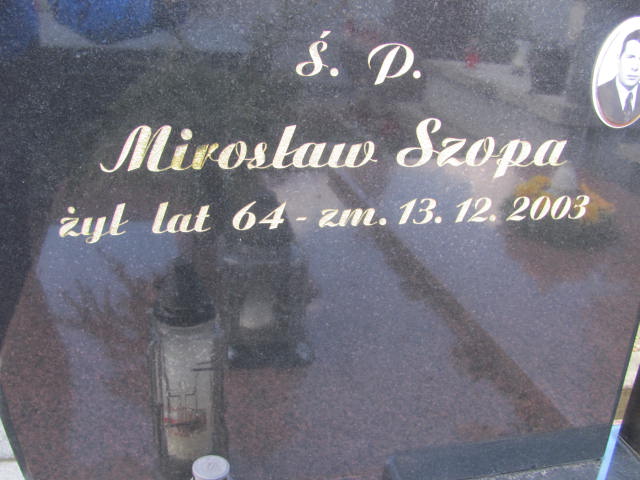 Ś. P.
Mirosław Szopa
żył lat 64 - zm. 13. 12. 2003